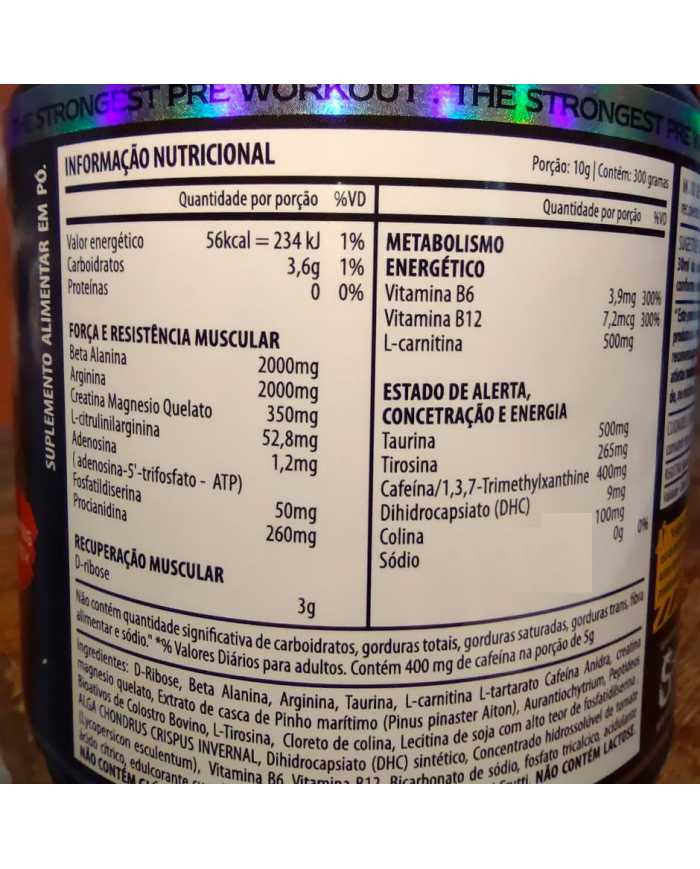 THE STRONGEST PRE WORKOUT . THE STRONGEST PRE
SUPLEMENTO ALIMENTAR EM PÓ.
INFORMAÇÃO NUTRICIONAL
Porção: 10g | Contém: 300 gramas
Quantidade por porção %VD
Valor energético 56kcal = 234 kJ 1%
Carboidratos 3,6g 1%
Proteínas 0 0%
FORÇA E RESISTÊNCIA MUSCULAR
Beta Alanina 2000mg
Arginina 2000mg
Creatina Magnesio Quelato 350mg
L-citrulinilarginina 52,8mg
Adenosina 1,2mg
(adenosina-5'-trifosfato - ATP)
Fosfatildiserina 50mg
Procianidina 260mg
RECUPERAÇÃO MUSCULAR
D-ribose 3g
Quantidade por porção %VD
METABOLISMO
ENERGÉTICO
Vitamina B6 3,9mg 300%
Vitamina B12 7,2mcg 300%
L-carnitina 500mg
ESTADO DE ALERTA,
CONCETRAÇÃO E ENERGIA
Taurina 500mg
Tirosina 265mg
Cafeína/1,3,7-Trimethylxanthine 400mg
Dihidrocapsiato (DHC) 9mg
Colina 100mg
Sódio 0g 0%
Não contém quantidade significativa de carboidratos, gorduras totais, gorduras saturadas, gorduras trans, fibra
alimentar e sódio." *% Valores Diários para adultos. Contém 400 mg de cafeína na porção de 5g
Ingredientes: D-Ribose, Beta Alanina, Arginina, Taurina, L-carnitina L-tartarato Cafeína Anidra, creatina
magnesio quelato, Extrato de casca de Pinho marítimo (Pinus pinaster Aiton), Aurantiochytrium, Peptídeos
Bioativos de Colostro Bovino, L-Tirosina, Cloreto de colina, Lecitina de soja com alto teor de fosfatidilserina
ALGA CHONDRUS CRISPUS INVERNAL, Dihidrocapsiato (DHC) sintético, Concentrado hidrossolúvel de tomate
(Lycopersicon esculentum), Vitamina B6, Vitamina B12, Bicarbonato de sódio, fosfato tricalcico, acidulante
ácido cítrico, edulcorante NÃO CONTÉM LACTOSE.
NÃO CONTÉM